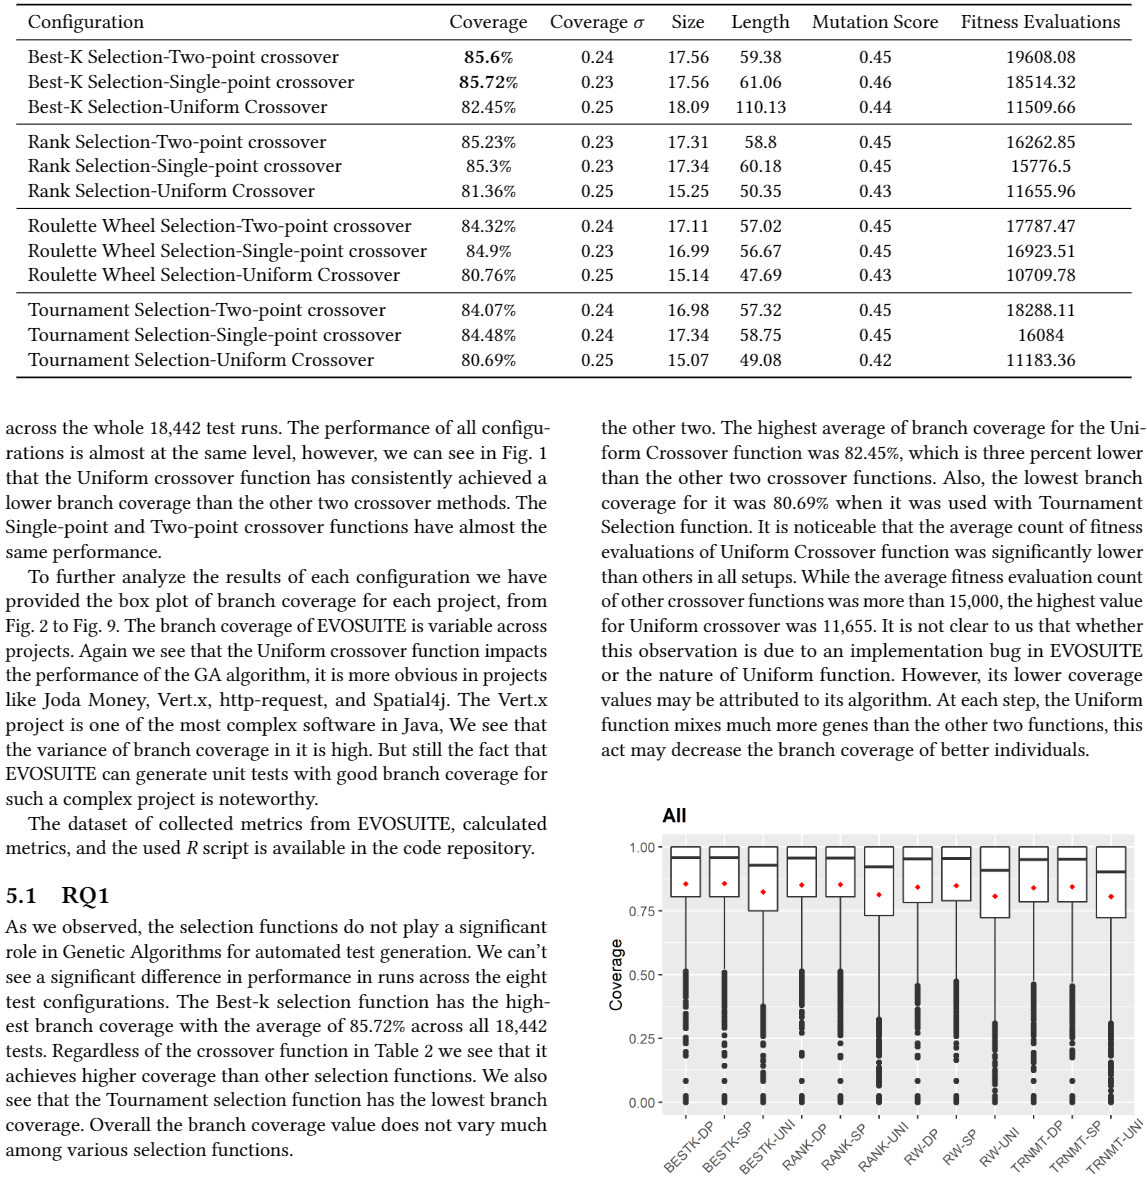 Configuration Coverage Coverage σ Size Length Mutation Score Fitness Evaluations
Best-K Selection-Two-point crossover 85.6% 0.24 17.56 59.38 0.45 19608.08
Best-K Selection-Single-point crossover 85.72% 0.23 17.56 61.06 0.46 18514.32
Best-K Selection-Uniform Crossover 82.45% 0.25 18.09 110.13 0.44 11509.66
Rank Selection-Two-point crossover 85.23% 0.23 17.31 58.8 0.45 16262.85
Rank Selection-Single-point crossover 85.3% 0.23 17.34 60.18 0.45 15776.5
Rank Selection-Uniform Crossover 81.36% 0.25 15.25 50.35 0.43 11655.96
Roulette Wheel Selection-Two-point crossover 84.32% 0.24 17.11 57.02 0.45 17787.47
Roulette Wheel Selection-Single-point crossover 84.9% 0.23 16.99 56.67 0.45 16923.51
Roulette Wheel Selection-Uniform Crossover 80.76% 0.25 15.14 47.69 0.43 10709.78
Tournament Selection-Two-point crossover 84.07% 0.24 16.98 57.32 0.45 18288.11
Tournament Selection-Single-point crossover 84.48% 0.24 17.34 58.75 0.45 16084
Tournament Selection-Uniform Crossover 80.69% 0.25 15.07 49.08 0.42 11183.36
across the whole 18,442 test runs. The performance of all configu-
rations is almost at the same level, however, we can see in Fig. 1
that the Uniform crossover function has consistently achieved a
lower branch coverage than the other two crossover methods. The
Single-point and Two-point crossover functions have almost the
same performance.
To further analyze the results of each configuration we have
provided the box plot of branch coverage for each project, from
Fig. 2 to Fig. 9. The branch coverage of EVOSUITE is variable across
projects. Again we see that the Uniform crossover function impacts
the performance of the GA algorithm, it is more obvious in projects
like Joda Money, Vert.x, http-request, and Spatial4j. The Vert.x
project is one of the most complex software in Java, We see that
the variance of branch coverage in it is high. But still the fact that
EVOSUITE can generate unit tests with good branch coverage for
such a complex project is noteworthy.
The dataset of collected metrics from EVOSUITE, calculated
metrics, and the used R script is available in the code repository.
5.1 RQ1
As we observed, the selection functions do not play a significant
role in Genetic Algorithms for automated test generation. We can't
see a significant difference in performance in runs across the eight
test configurations. The Best-k selection function has the high-
est branch coverage with the average of 85.72% across all 18,442
tests. Regardless of the crossover function in Table 2 we see that it
achieves higher coverage than other selection functions. We also
see that the Tournament selection function has the lowest branch
coverage. Overall the branch coverage value does not vary much
among various selection functions.
the other two. The highest average of branch coverage for the Uni-
form Crossover function was 82.45%, which is three percent lower
than the other two crossover functions. Also, the lowest branch
coverage for it was 80.69% when it was used with Tournament
Selection function. It is noticeable that the average count of fitness
evaluations of Uniform Crossover function was significantly lower
than others in all setups. While the average fitness evaluation count
of other crossover functions was more than 15,000, the highest value
for Uniform crossover was 11,655. It is not clear to us that whether
this observation is due to an implementation bug in EVOSUITE
or the nature of Uniform function. However, its lower coverage
values may be attributed to its algorithm. At each step, the Uniform
function mixes much more genes than the other two functions, this
act may decrease the branch coverage of better individuals.
All
1.00
0.75
0.50
0.25
0.00
Coverage
BESTK-DP
BESTK-SP
BESTK-UNI
RANK-DP
RANK-SP
RANK-UNI
RW-DP
RW-SP
RW-UNI
TRNMT-DP
TRNMT-SP
TRNMT-UNI